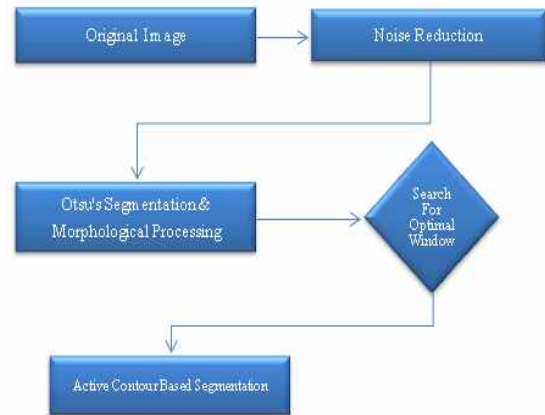 Original Image
Noise Reduction
Otsu's Segmentation &
Morphological Processing
Search
For
Optimal
Window
Active Contour Based Segmentation